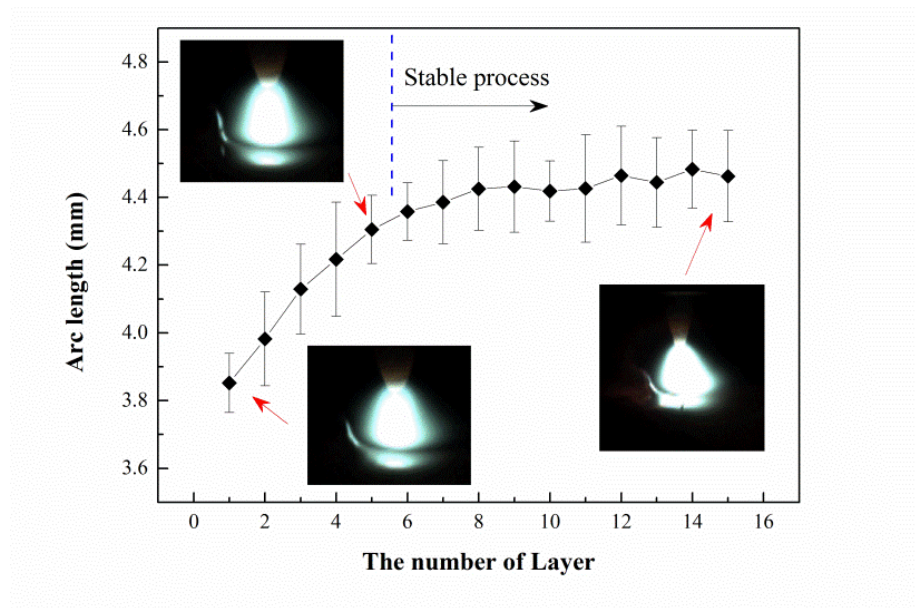 4.8
4.6
4.4
4.2
4.0
3.8
3.6
Arc length (mm)
Stable process
0 2 4 6 8 10 12 14 16
The number of Layer